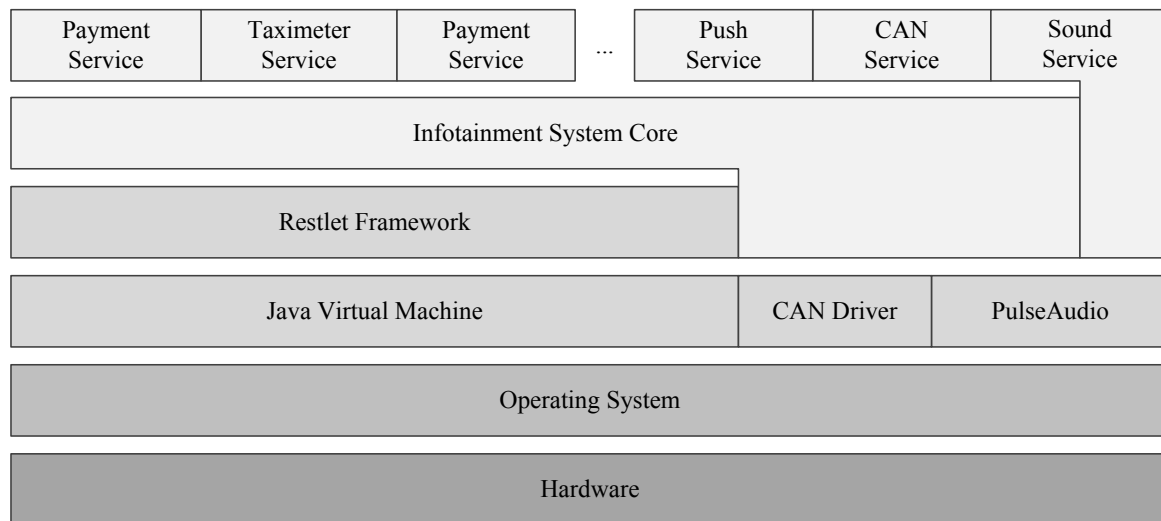 Payment
Service
Taximeter
Service
Payment
Service
...
Push
Service
CAN
Service
Sound
Service
Infotainment System Core
Restlet Framework
Java Virtual Machine
CAN Driver
PulseAudio
Operating System
Hardware